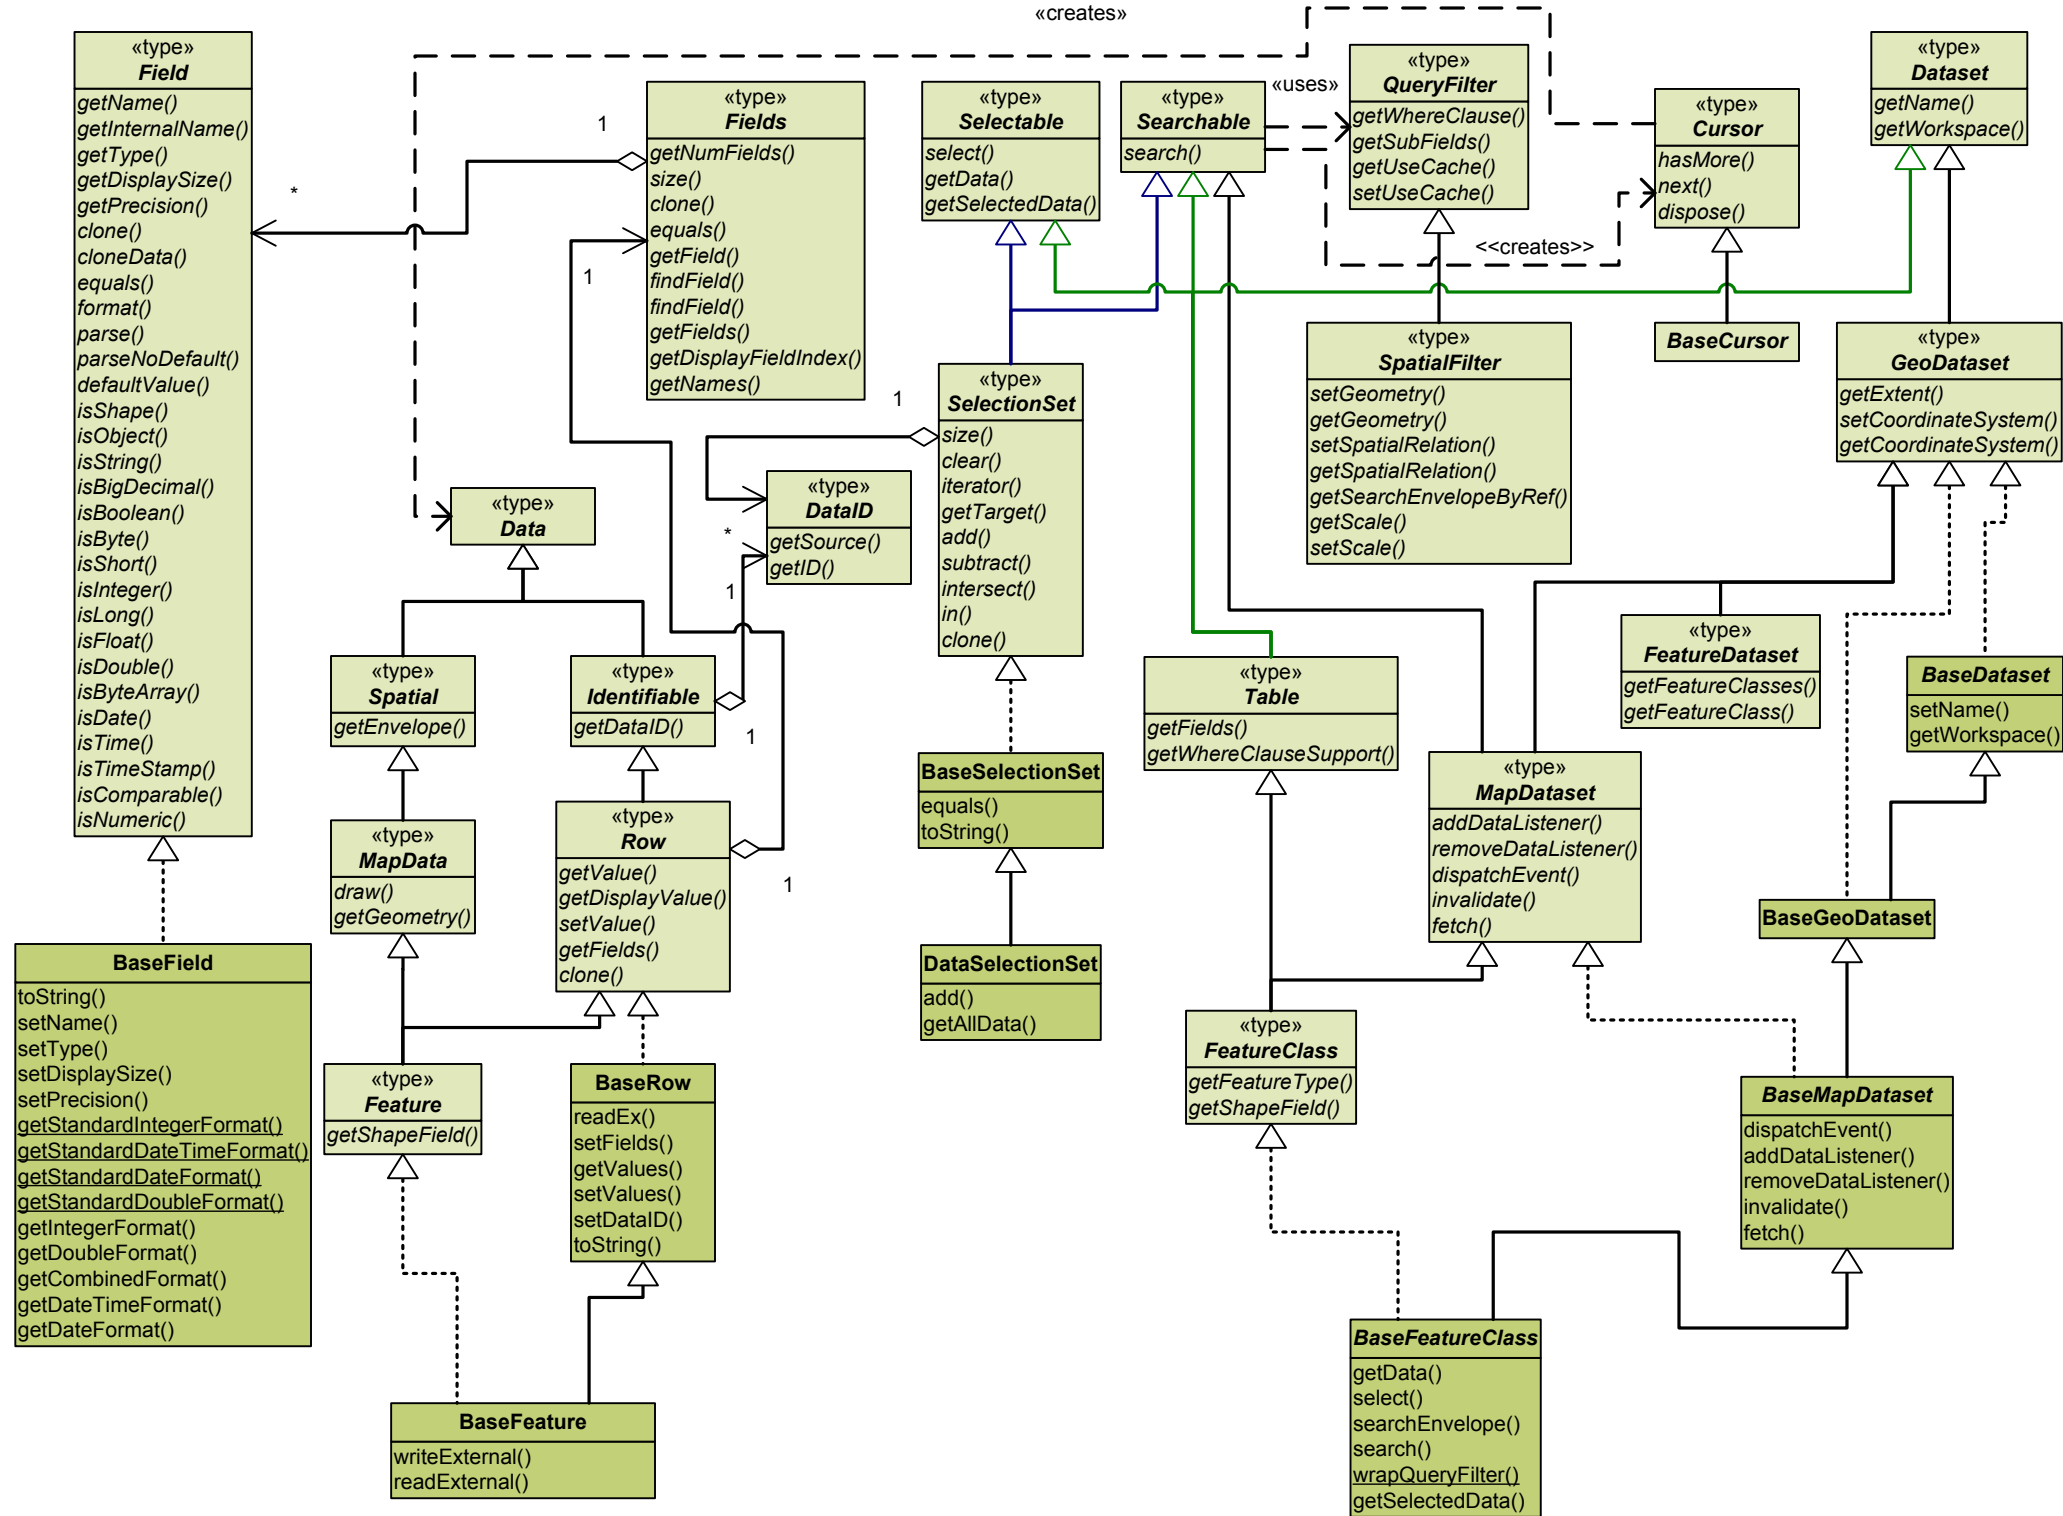 «creates»
«type»
Field
getName()
getInternalName()
getType()
getDisplaySize()
getPrecision()
clone()
cloneData()
equals()
format()
parse()
parseNoDefault()
defaultValue()
isShape()
isObject()
isString()
isBigDecimal()
isBoolean()
isByte()
isShort()
isInteger()
isLong()
isFloat()
isDouble()
isByteArray()
isDate()
isTime()
isTimeStamp()
isComparable()
isNumeric()
*
1
«type»
Fields
getNumFields()
size()
clone()
equals()
getField()
findField()
findField()
getFields()
getDisplayFieldIndex()
getNames()
1
«type»
Selectable
select()
getData()
getSelectedData()
«type»
Searchable
search()
«uses»
«type»
QueryFilter
getWhereClause()
getSubFields()
getUseCache()
setUseCache()
<<creates>>
«type»
Cursor
hasMore()
next()
dispose()
«type»
Dataset
getName()
getWorkspace()
«type»
SpatialFilter
setGeometry()
getGeometry()
setSpatialRelation()
getSpatialRelation()
getSearchEnvelopeByRef()
getScale()
setScale()
BaseCursor
«type»
GeoDataset
getExtent()
setCoordinateSystem()
getCoordinateSystem()
1
«type»
SelectionSet
size()
clear()
iterator()
getTarget()
add()
subtract()
intersect()
in()
clone()
«type»
Data
«type»
DataID
getSource()
getID()
*
1
«type»
Spatial
getEnvelope()
«type»
Identifiable
getDataID()
1
«type»
Table
getFields()
getWhereClauseSupport()
«type»
FeatureDataset
getFeatureClasses()
getFeatureClass()
BaseDataset
setName()
getWorkspace()
BaseSelectionSet
equals()
toString()
«type»
MapDataset
addDataListener()
removeDataListener()
dispatchEvent()
invalidate()
fetch()
«type»
MapData
draw()
getGeometry()
«type»
Row
getValue()
getDisplayValue()
setValue()
getFields()
clone()
1
BaseGeoDataset
BaseField
toString()
setName()
setType()
setDisplaySize()
setPrecision()
getStandardIntegerFormat()
getStandardDateTimeFormat()
getStandardDateFormat()
getStandardDoubleFormat()
getIntegerFormat()
getDoubleFormat()
getCombinedFormat()
getDateTimeFormat()
getDateFormat()
DataSelectionSet
add()
getAllData()
«type»
Feature
getShapeField()
BaseRow
readEx()
setFields()
getValues()
setValues()
setDataID()
toString()
«type»
FeatureClass
getFeatureType()
getShapeField()
BaseMapDataset
dispatchEvent()
addDataListener()
removeDataListener()
invalidate()
fetch()
BaseFeature
writeExternal()
readExternal()
BaseFeatureClass
getData()
select()
searchEnvelope()
search()
wrapQueryFilter()
getSelectedData()